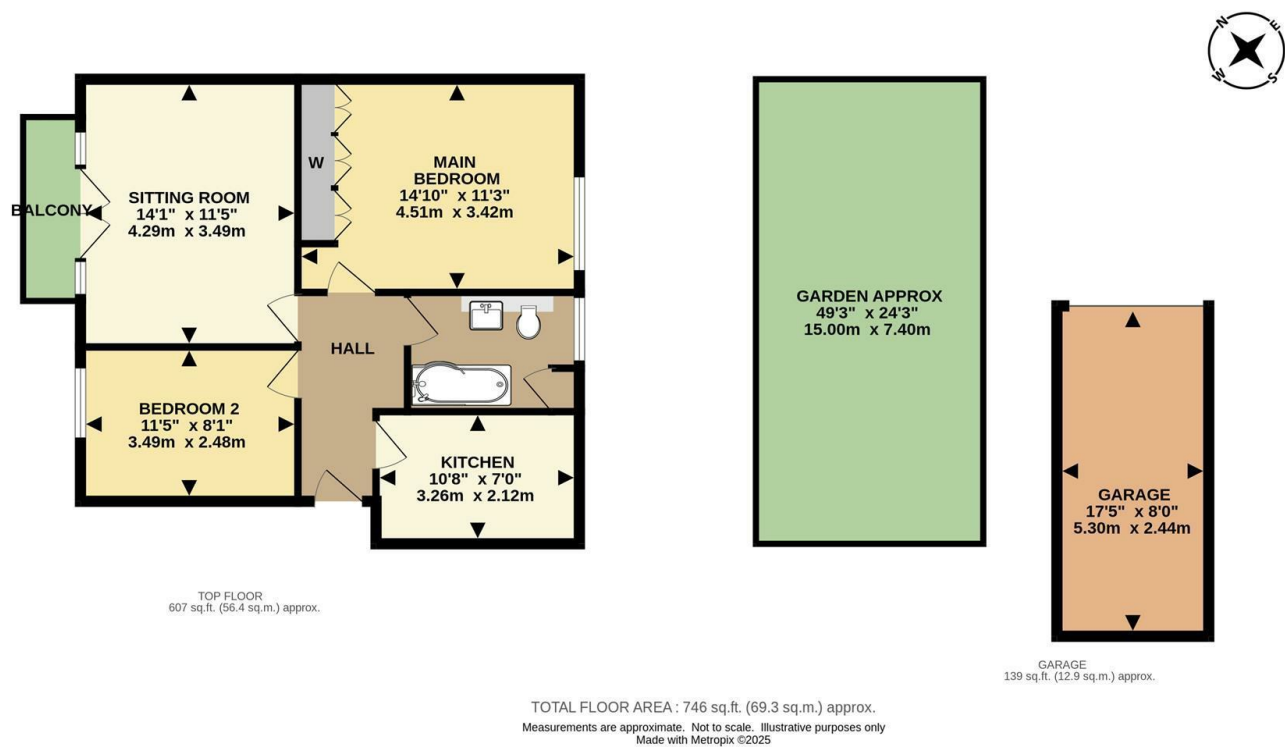 N
E
S
W
BALCONY
SITTING ROOM
14'1" x 11'5"
4.29m x 3.49m
W
MAIN
BEDROOM
14'10" x 11'3"
4.51m x 3.42m
HALL
BEDROOM 2
11'5" x 8'1"
3.49m x 2.48m
KITCHEN
10'8" x 7'0"
3.26m x 2.12m
GARDEN APPROX
49'3" x 24'3"
15.00m x 7.40m
GARAGE
17'5" x 8'0"
5.30m x 2.44m
TOP FLOOR
607 sq.ft. (56.4 sq.m.) approx.
GARAGE
139 sq.ft. (12.9 sq.m.) approx.
TOTAL FLOOR AREA : 746 sq.ft. (69.3 sq.m.) approx.
Measurements are approximate. Not to scale. Illustrative purposes only
Made with Metropix ©2025